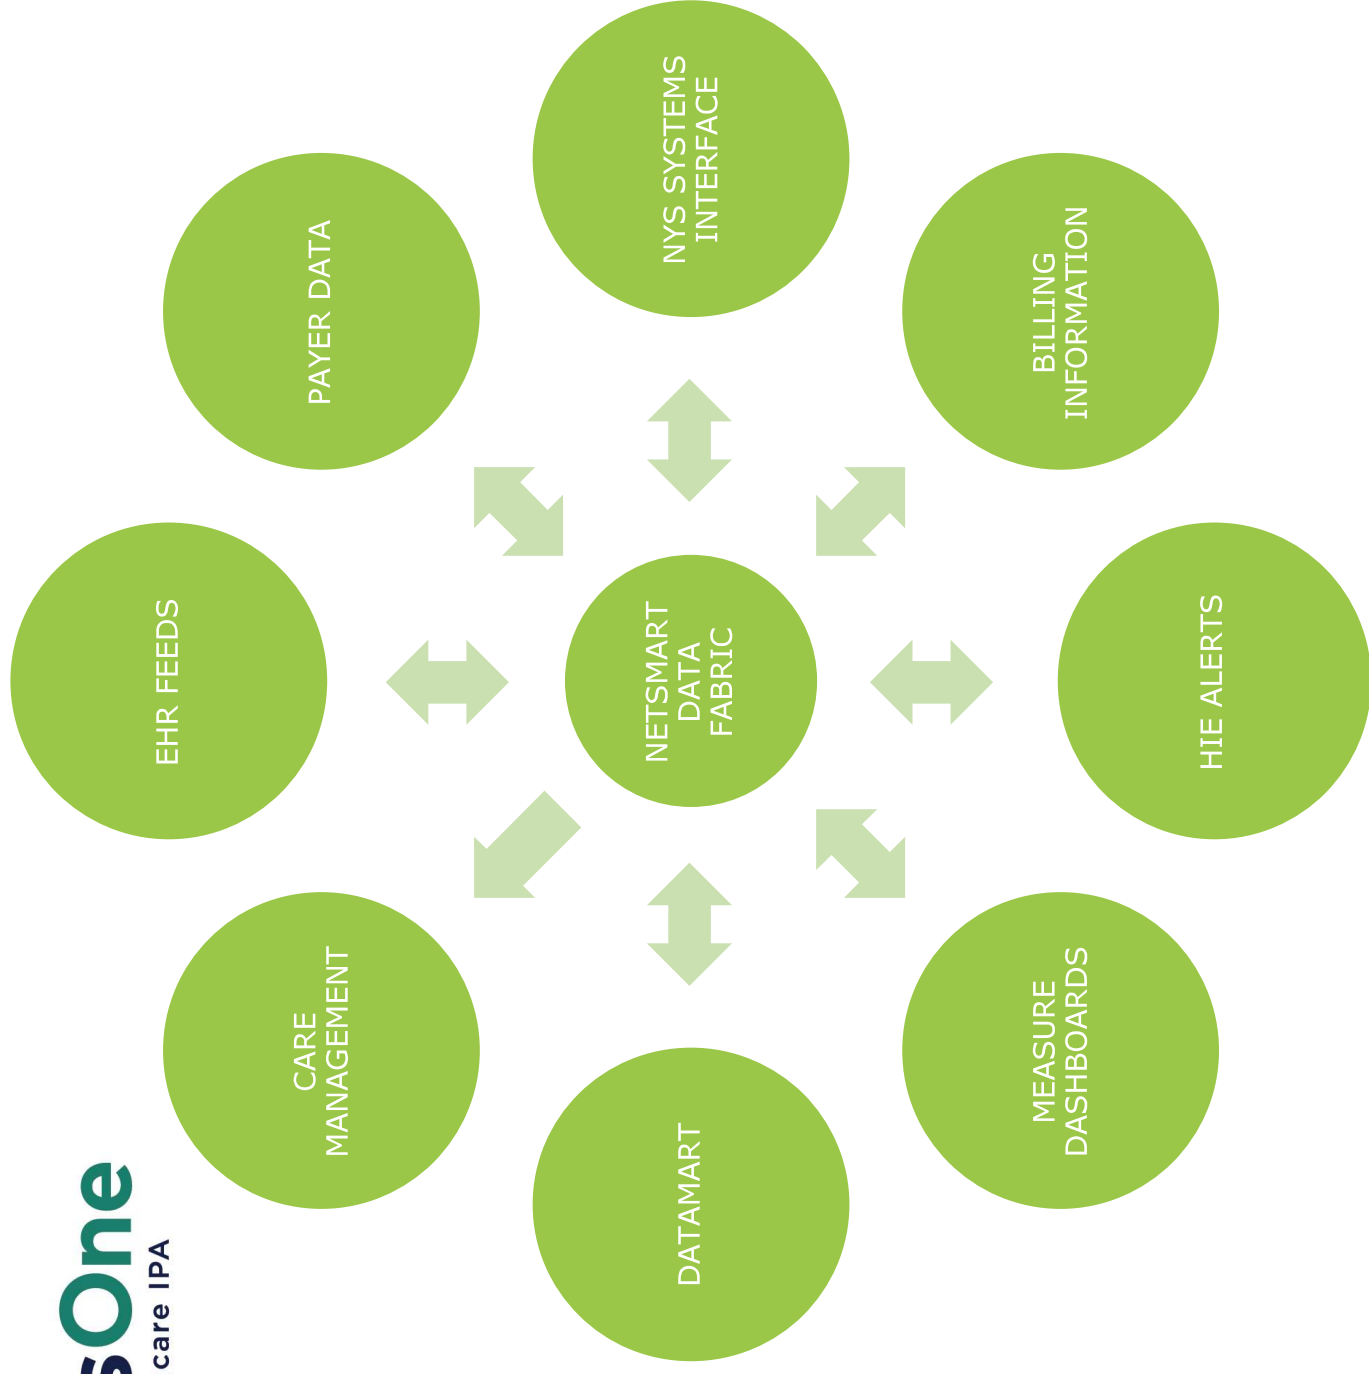 sOne
care IPA
EHR FEEDS
CARE
MANAGEMENT
PAYER DATA
DATAMART
NETSMART
DATA
FABRIC
NYS SYSTEMS
INTERFACE
MEASURE
DASHBOARDS
BILLING
INFORMATION
HIE ALERTS